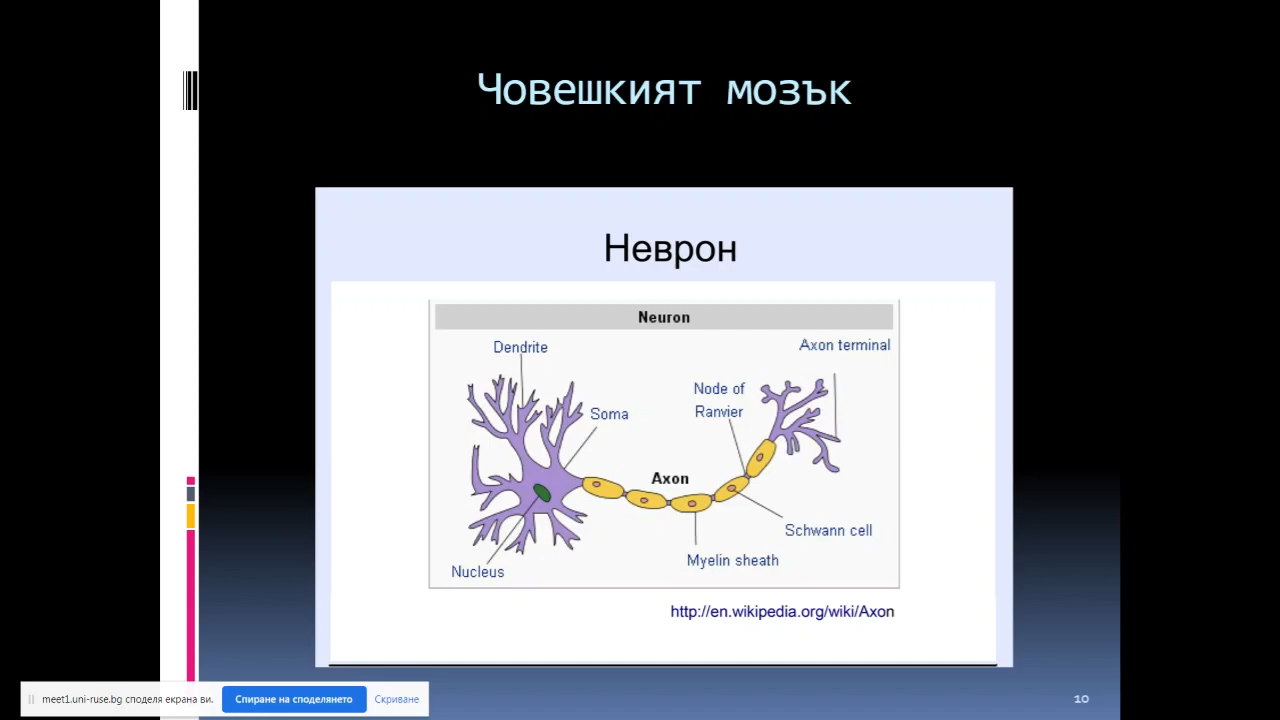 Човешкият мозък
Неврон
Neuron
Dendrite
Axon terminal
Node of
Ranvier
Soma
Axon
Schwann cell
Myelin sheath
Nucleus
http://en.wikipedia.org/wiki/Axon
meet1.uni-ruse.bg споделя екрана ви.
Спиране на споделянето
Скриване
10